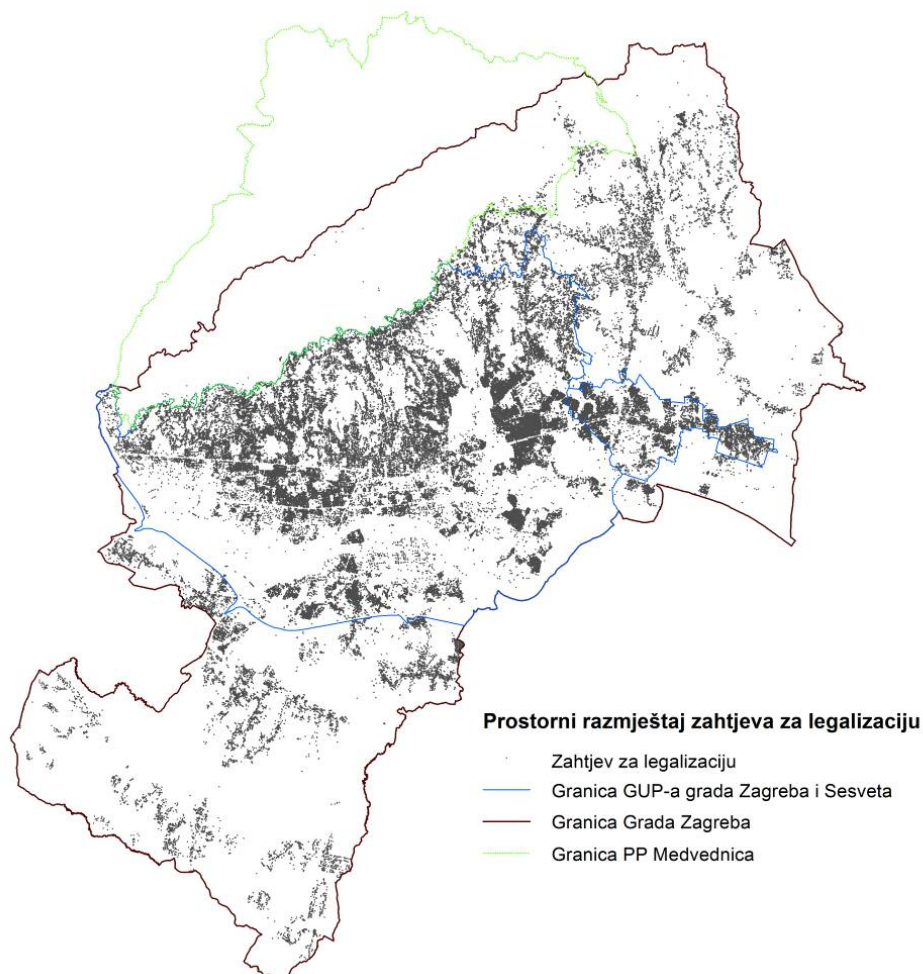 Prostorni razmještaj zahtjeva za legalizaciju
Zahtjev za legalizaciju
Granica GUP-a grada Zagreba i Sesveta
Granica Grada Zagreba
Granica PP Medvednica